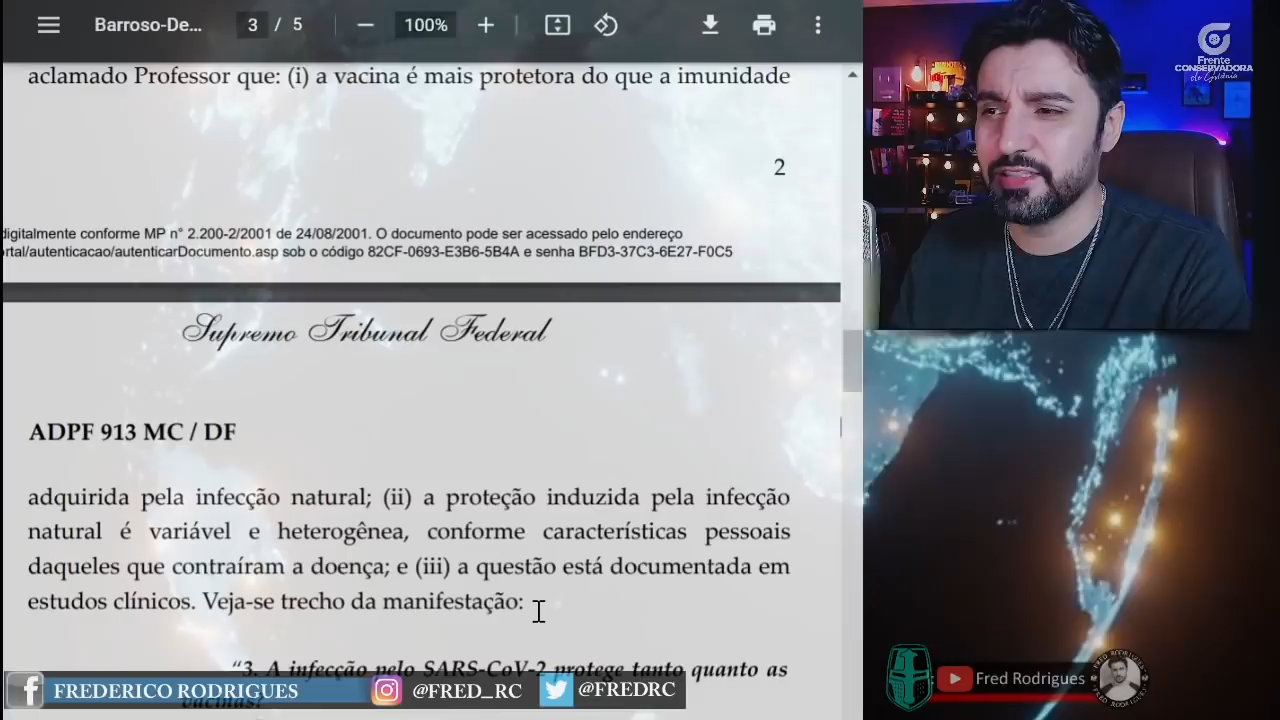 Barroso-De...
3 / 5
100%
aclamado Professor que: (i) a vacina é mais protetora do que a imunidade
2
digitalmente conforme MP n° 2.200-2/2001 de 24/08/2001. O documento pode ser acessado pelo endereço
rtal/autenticacao/autenticarDocumento.asp sob o código 82CF-0693-E3B6-5B4A e senha BFD3-37C3-6E27-F0C5
Supremo Tribunal Federal
ADPF 913 MC / DF
adquirida pela infecção natural; (ii) a proteção induzida pela infecção
natural é variável e heterogênea, conforme características pessoais
daqueles que contraíram a doença; e (iii) a questão está documentada em
estudos clínicos. Veja-se trecho da manifestação:
"3. A infecção pelo SARS-CoV-2 protege tanto quanto as
vacinas?
FREDERICO RODRIGUES
@FRED_RC
@FREDRC
Frente
CONSERVADORA
de Goiânia
Fred Rodrigues